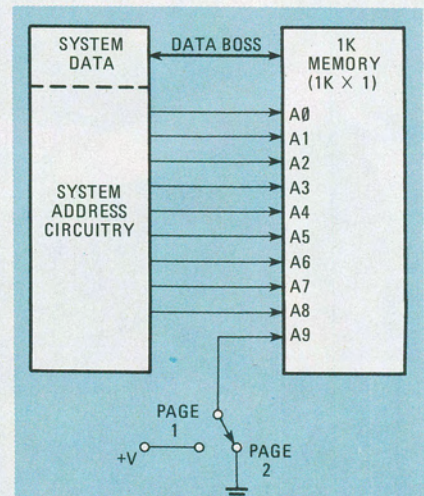 SYSTEM
DATA
DATA BOSS
1K
MEMORY
(1K × 1)
SYSTEM
ADDRESS
CIRCUITRY
AØ
A1
A2
A3
A4
A5
A6
A7
A8
A9
PAGE
1
+V
PAGE
2